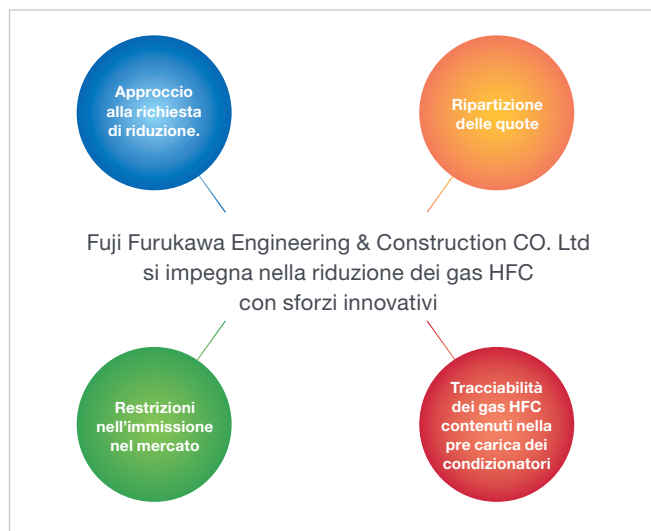 Approccio
alla richiesta
di riduzione.
Ripartizione
delle quote
Fuji Furukawa Engineering & Construction CO. Ltd
si impegna nella riduzione dei gas HFC
con sforzi innovativi
Restrizioni
nell'immissione
nel mercato
Tracciabilità
dei gas HFC
contenuti nella
pre carica dei
condizionatori